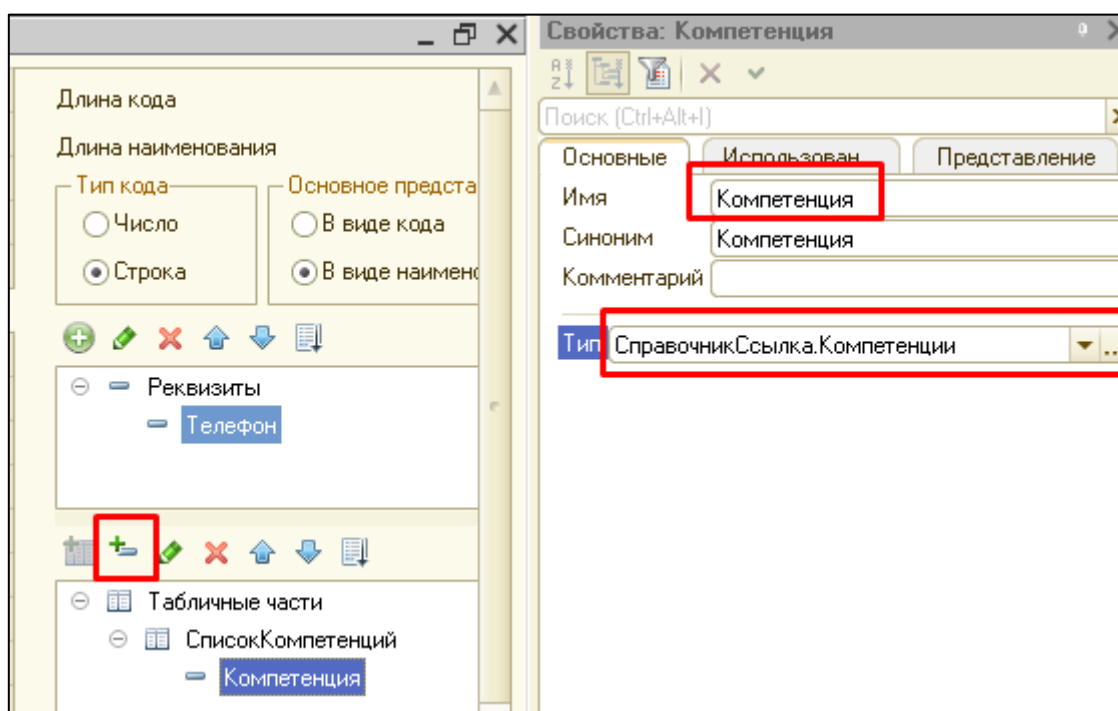 Длина кода
Длина наименования
Тип кода
Основное предста
Число
В виде кода
Строка
В виде наименс
Реквизиты
Телефон
Табличные части
СписокКомпетенций
Компетенция
Свойства: Компетенция
Поиск (Ctrl+Alt+I)
Основные
Использован
Представление
Имя
Компетенция
Синоним
Компетенция
Комментарий
Тип
СправочникСсылка.Компетенции
...